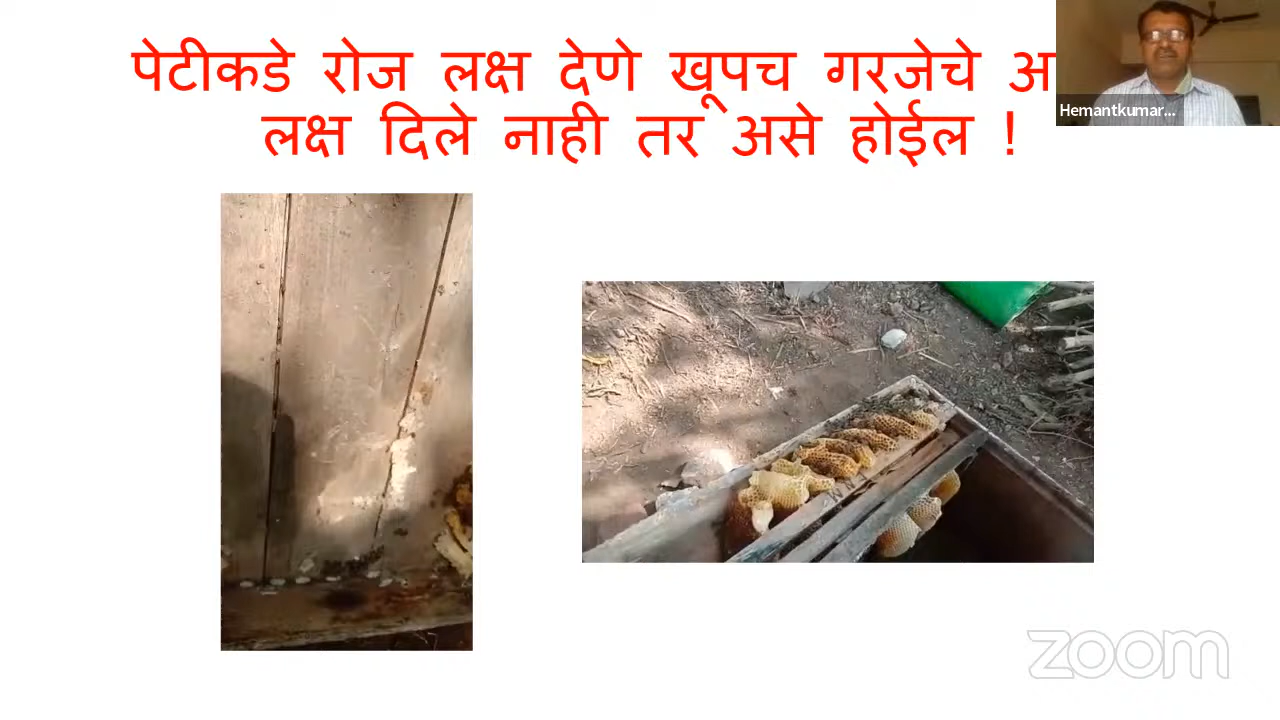 पेटीकडे रोज लक्ष देणे खूपच गरजेचे
लक्ष दिले नाही तर असे होईल !
Hemantkumar...
zoom